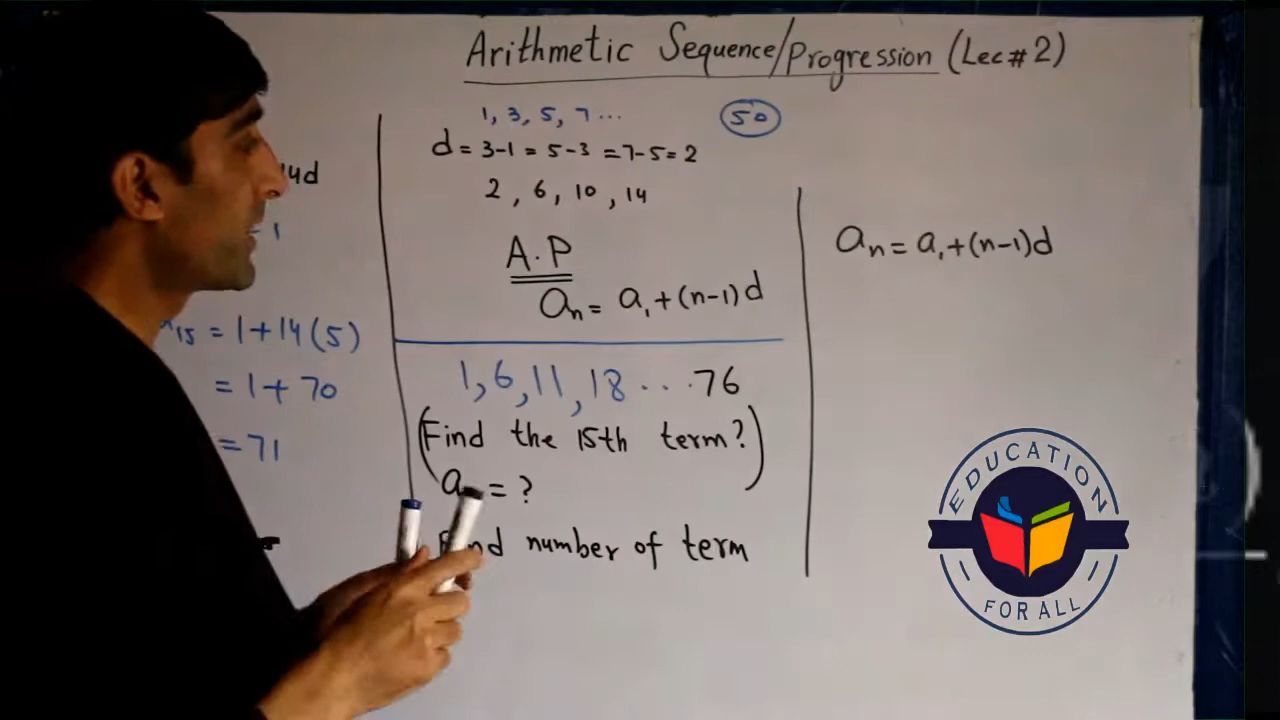 Arithmetic Sequence/Progression (Lec# 2)
1, 3, 5, 7 ...
50
d = 3-1 = 5-3 = 7-5 = 2
2 , 6 , 10 , 14
A.P
aₙ = a₁ + (n-1)d
1, 6, 11, 18 ... 76
(Find the 15th term?)
= ?
number of term
14d
- 1
15 = 1 + 14(5)
= 1 + 70
= 71
aₙ = a₁ + (n-1)d
EDUCATION
FOR ALL